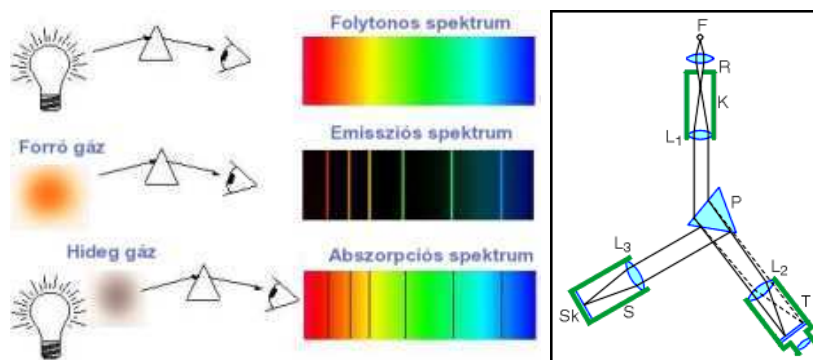 Folytonos spektrum
Emissziós spektrum
Forró gáz
Hideg gáz
Abszorpciós spektrum
F
R
K
L1
P
L3
L2
T
S
Sk